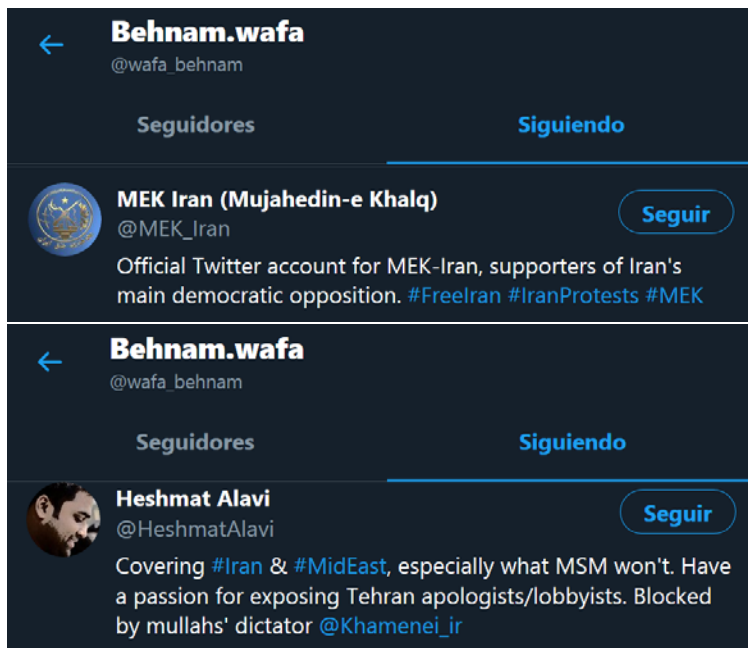 Behnam.wafa
@wafa_behnam
Seguidores Siguiendo
MEK Iran (Mujahedin-e Khalq)
@MEK_Iran
Seguir
Official Twitter account for MEK-Iran, supporters of Iran's
main democratic opposition. #FreeIran #IranProtests #MEK
Behnam.wafa
@wafa_behnam
Seguidores Siguiendo
Heshmat Alavi
@HeshmatAlavi
Seguir
Covering #Iran & #MidEast, especially what MSM won't. Have
a passion for exposing Tehran apologists/lobbyists. Blocked
by mullahs' dictator @Khamenei_ir